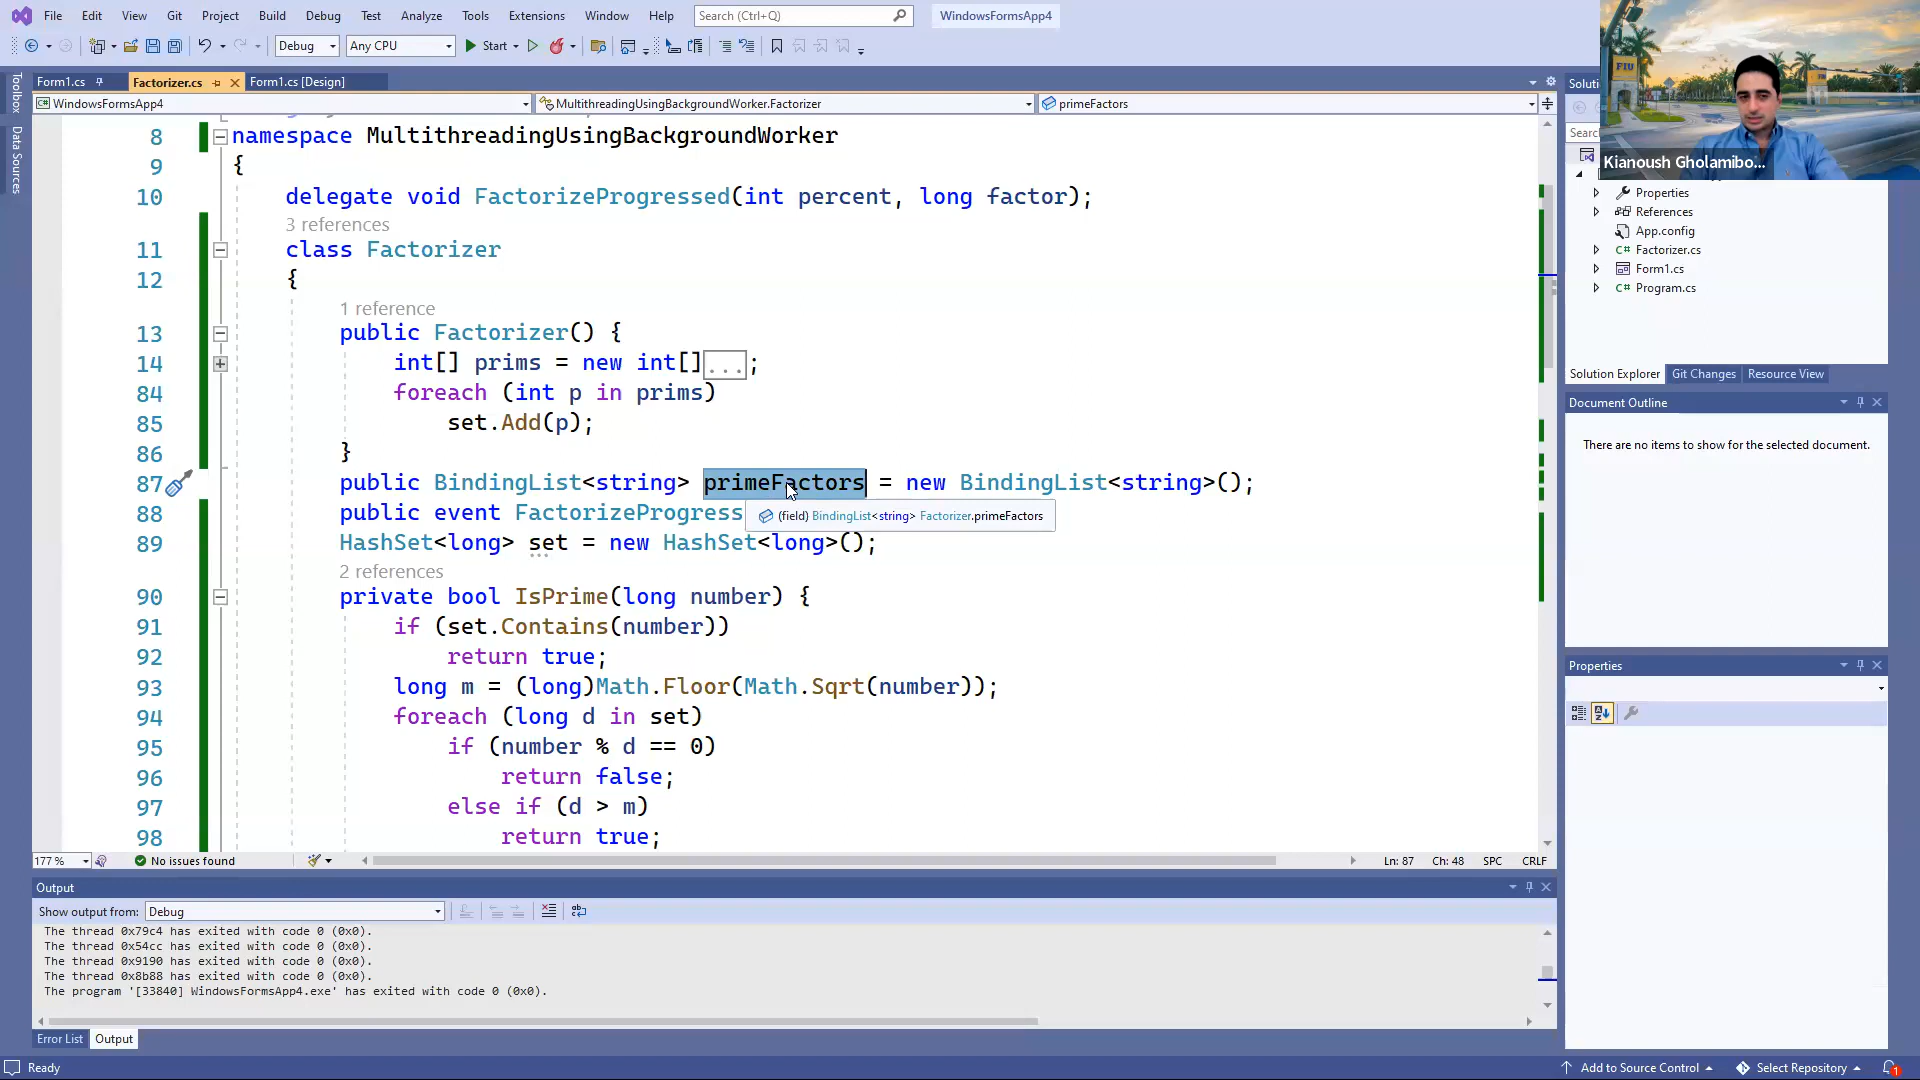 File Edit View Git Project Build Debug Test Analyze Tools Extensions Window Help Search (Ctrl+Q) WindowsFormsApp4
Debug Any CPU Start
Form1.cs Factorizer.cs Form1.cs [Design]
WindowsFormsApp4 MultithreadingUsingBackgroundWorker.Factorizer primeFactors
Toolbox
Data Sources
8 namespace MultithreadingUsingBackgroundWorker
9 {
10 delegate void FactorizeProgressed(int percent, long factor);
3 references
11 class Factorizer
12 {
1 reference
13 public Factorizer() {
14 int[] prims = new int[]...;
84 foreach (int p in prims)
85 set.Add(p);
86 }
87 public BindingList<string> primeFactors = new BindingList<string>();
88 public event FactorizeProgress
(field) BindingList<string> Factorizer.primeFactors
89 HashSet<long> set = new HashSet<long>();
2 references
90 private bool IsPrime(long number) {
91 if (set.Contains(number))
92 return true;
93 long m = (long)Math.Floor(Math.Sqrt(number));
94 foreach (long d in set)
95 if (number % d == 0)
96 return false;
97 else if (d > m)
98 return true;
177 % No issues found Ln: 87 Ch: 48 SPC CRLF
Output
Show output from: Debug
The thread 0x79c4 has exited with code 0 (0x0).
The thread 0x54cc has exited with code 0 (0x0).
The thread 0x9190 has exited with code 0 (0x0).
The thread 0x8b88 has exited with code 0 (0x0).
The program '[33840] WindowsFormsApp4.exe' has exited with code 0 (0x0).
Error List Output
Ready
FIU
Kianoush Gholamibo...
Solu
Searc
Properties
References
App.config
Factorizer.cs
Form1.cs
Program.cs
Solution Explorer Git Changes Resource View
Document Outline
There are no items to show for the selected document.
Properties
Add to Source Control Select Repository 1